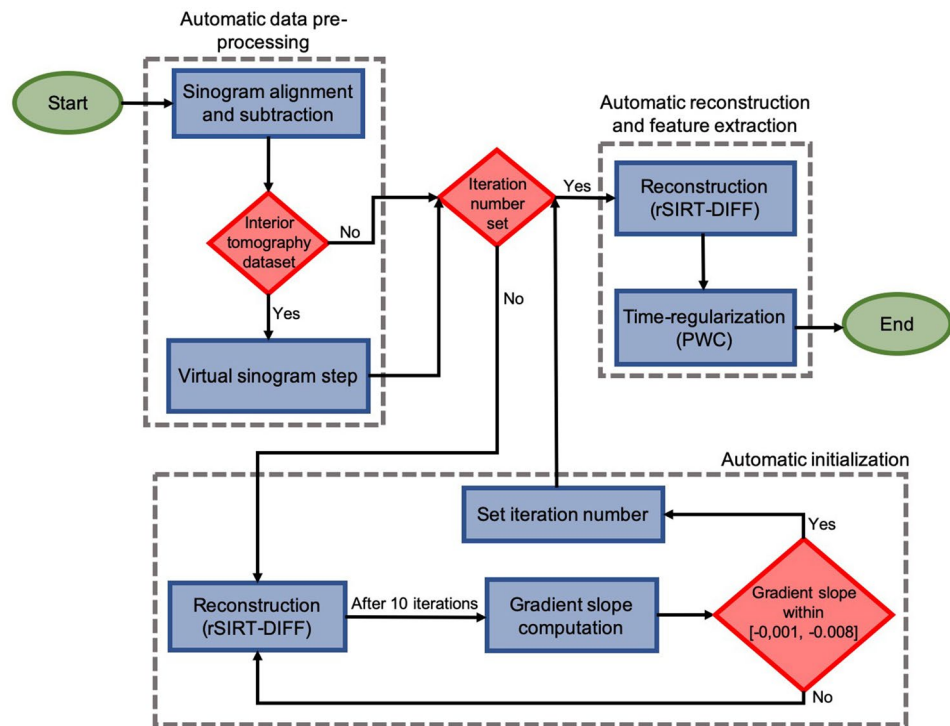 Automatic data pre-
processing
Start
Sinogram alignment
and subtraction
Interior
tomography
dataset
No
Yes
Virtual sinogram step
Iteration
number
set
Yes
No
Automatic reconstruction
and feature extraction
Reconstruction
(rSIRT-DIFF)
Time-regularization
(PWC)
End
Automatic initialization
Set iteration number
Yes
Reconstruction
(rSIRT-DIFF)
After 10 iterations
Gradient slope
computation
Gradient slope
within
[-0,001, -0.008]
No